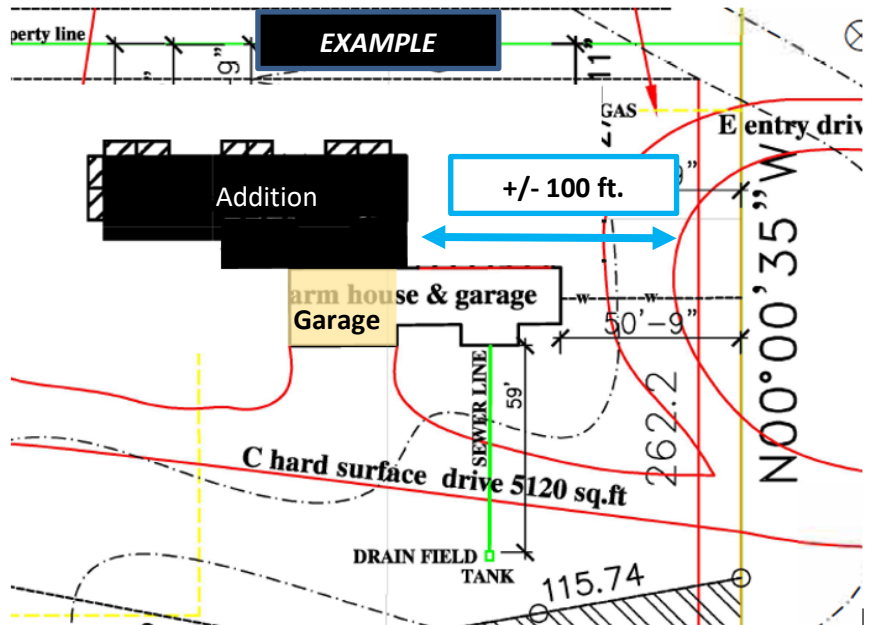 perty line
EXAMPLE
9"
11"
GAS
E entry driv
Addition
+/- 100 ft.
9"
arm house & garage
Garage
w w
50'-9"
N00°00'35" W
262.2
SEWER LINE
59'
C hard surface drive 5120 sq.ft
DRAIN FIELD
TANK
115.74